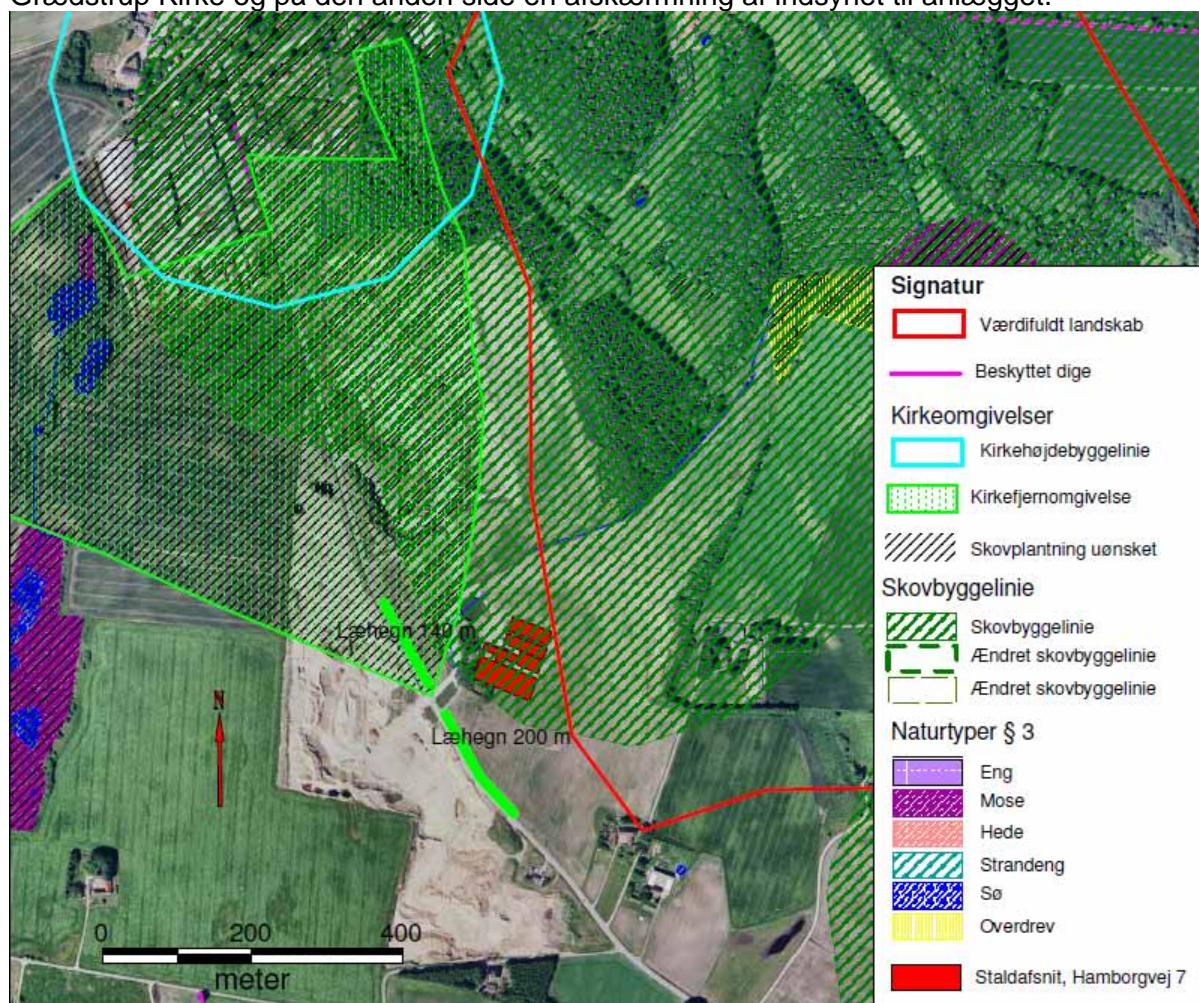 Grædstrup Kirke og på den anden side en afskærmning af indsynet til anlægget.
Signatur
Værdifuldt landskab
Beskyttet dige
Kirkeomgivelser
Kirkehøjdebyggelinie
Kirkefjernomgivelse
Skovplantning uønsket
Skovbyggelinie
Skovbyggelinie
Ændret skovbyggelinie
Ændret skovbyggelinie
Naturtyper § 3
Eng
Mose
Hede
Strandeng
Sø
Overdrev
Staldafsnit, Hamborgvej 7
Læhegn 140 m
N
Læhegn 200 m
0 200 400
meter